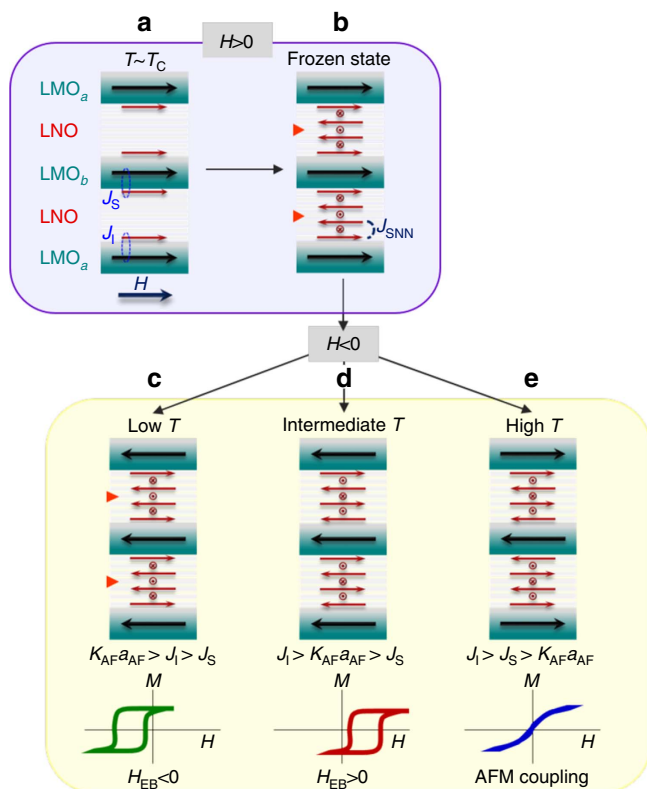 a
b
H>0
T~T_C
Frozen state
LMO_a
LNO
LMO_b
J_S
LNO
J_SNN
J_I
LMO_a
H
H<0
c
d
e
Low T
Intermediate T
High T
K_AF a_AF > J_I > J_S
J_I > K_AF a_AF > J_S
J_I > J_S > K_AF a_AF
M
M
M
H
H
H
H_EB<0
H_EB>0
AFM coupling